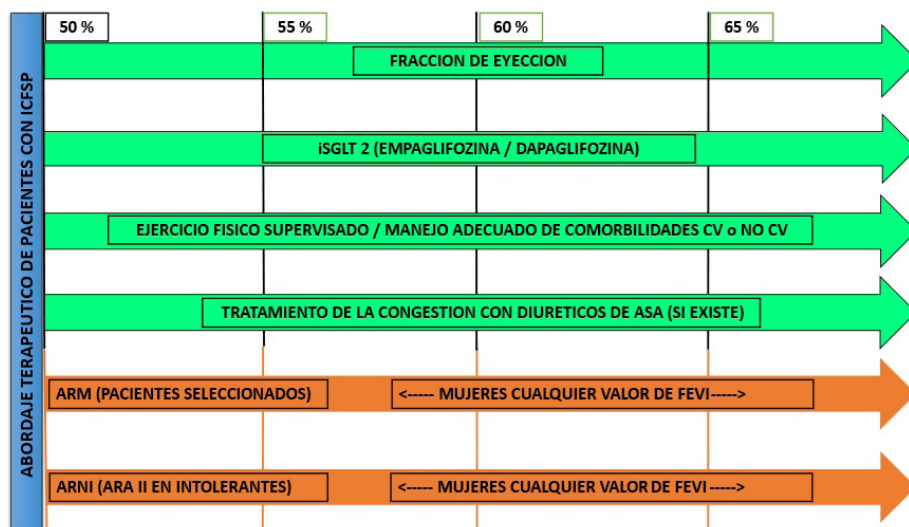 ABORDAJE TERAPEUTICO DE PACIENTES CON ICFSP
50 %
55 %
60 %
65 %
FRACCION DE EYECCION
iSGLT 2 (EMPAGLIFOZINA / DAPAGLIFOZINA)
EJERCICIO FISICO SUPERVISADO / MANEJO ADECUADO DE COMORBILIDADES CV o NO CV
TRATAMIENTO DE LA CONGESTION CON DIURETICOS DE ASA (SI EXISTE)
ARM (PACIENTES SELECCIONADOS)
<----- MUJERES CUALQUIER VALOR DE FEVI----->
ARNI (ARA II EN INTOLERANTES)
<----- MUJERES CUALQUIER VALOR DE FEVI ----->